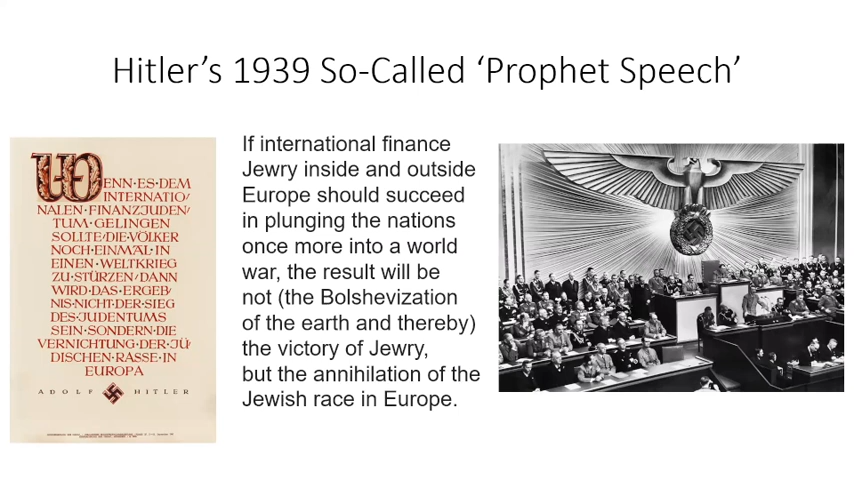 Hitler’s 1939 So-Called ‘Prophet Speech’
WENN·ES·DEM
INTERNATIO/
NALEN·FINANZJUDEN/
TUM·GELINGEN
SOLLTE/DIE·VÖLKER
NOCH·EINMAL·IN
EINEN·WELTKRIEG
ZU·STÜRZEN/DANN
WIRD·DAS·ERGEB/
NIS·NICHT·DER·SIEG
DES·JUDENTUMS
SEIN·SONDERN·DIE
VERNICHTUNG·DER·JÜ/
DISCHEN·RASSE·IN
EUROPA
ADOLF HITLER
If international finance
Jewry inside and outside
Europe should succeed
in plunging the nations
once more into a world
war, the result will be
not (the Bolshevization
of the earth and thereby)
the victory of Jewry,
but the annihilation of the
Jewish race in Europe.